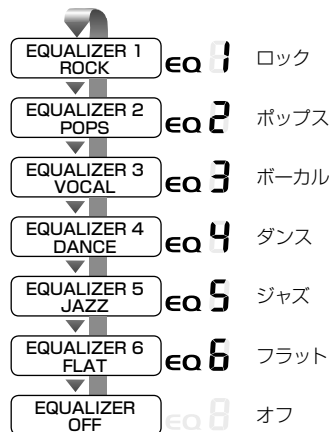 EQUALIZER 1
ROCK
EQ 1 ロック
EQUALIZER 2
POPS
EQ 2 ポップス
EQUALIZER 3
VOCAL
EQ 3 ボーカル
EQUALIZER 4
DANCE
EQ 4 ダンス
EQUALIZER 5
JAZZ
EQ 5 ジャズ
EQUALIZER 6
FLAT
EQ 6 フラット
EQUALIZER
OFF
EQ 8 オフ